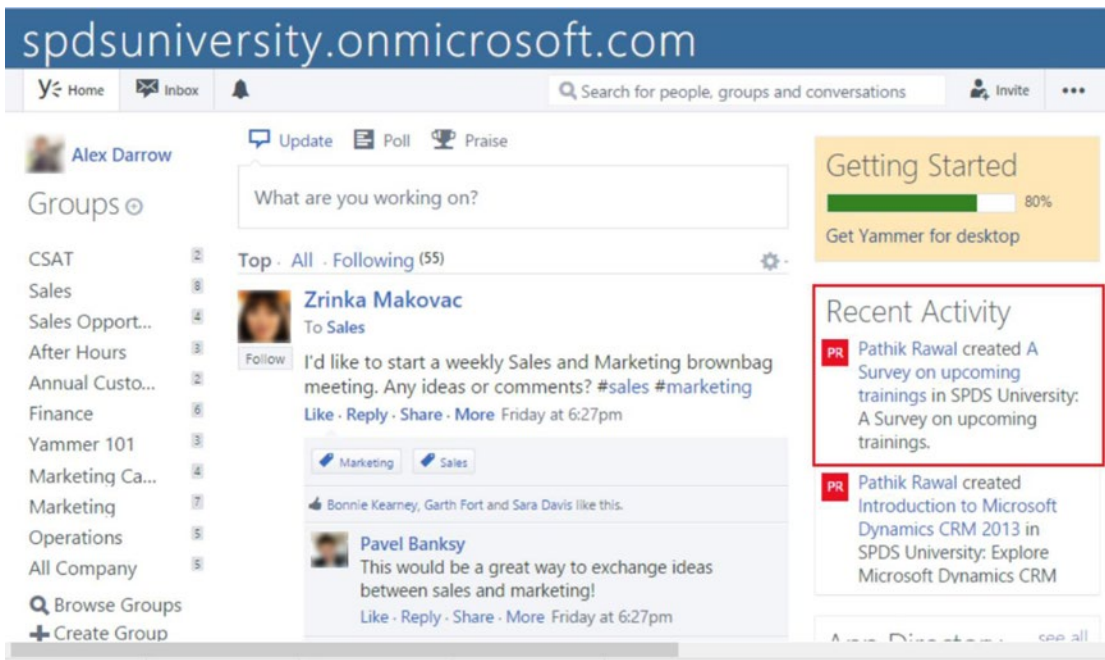 spdsuniversity.onmicrosoft.com
Home Inbox Search for people, groups and conversations Invite •••
Alex Darrow
Groups
CSAT 2
Sales 8
Sales Opport... 4
After Hours 3
Annual Custo... 2
Finance 6
Yammer 101 3
Marketing Ca... 4
Marketing 7
Operations 5
All Company 5
Browse Groups
Create Group
Update Poll Praise
What are you working on?
Top · All · Following (55)
Zrinka Makovac
To Sales
Follow
I'd like to start a weekly Sales and Marketing brownbag
meeting. Any ideas or comments? #sales #marketing
Like · Reply · Share · More Friday at 6:27pm
Marketing Sales
Bonnie Kearney, Garth Fort and Sara Davis like this.
Pavel Banksy
This would be a great way to exchange ideas
between sales and marketing!
Like · Reply · Share · More Friday at 6:27pm
Getting Started
80%
Get Yammer for desktop
Recent Activity
PR Pathik Rawal created A
Survey on upcoming
trainings in SPDS University:
A Survey on upcoming
trainings.
PR Pathik Rawal created
Introduction to Microsoft
Dynamics CRM 2013 in
SPDS University: Explore
Microsoft Dynamics CRM
App Directory see all